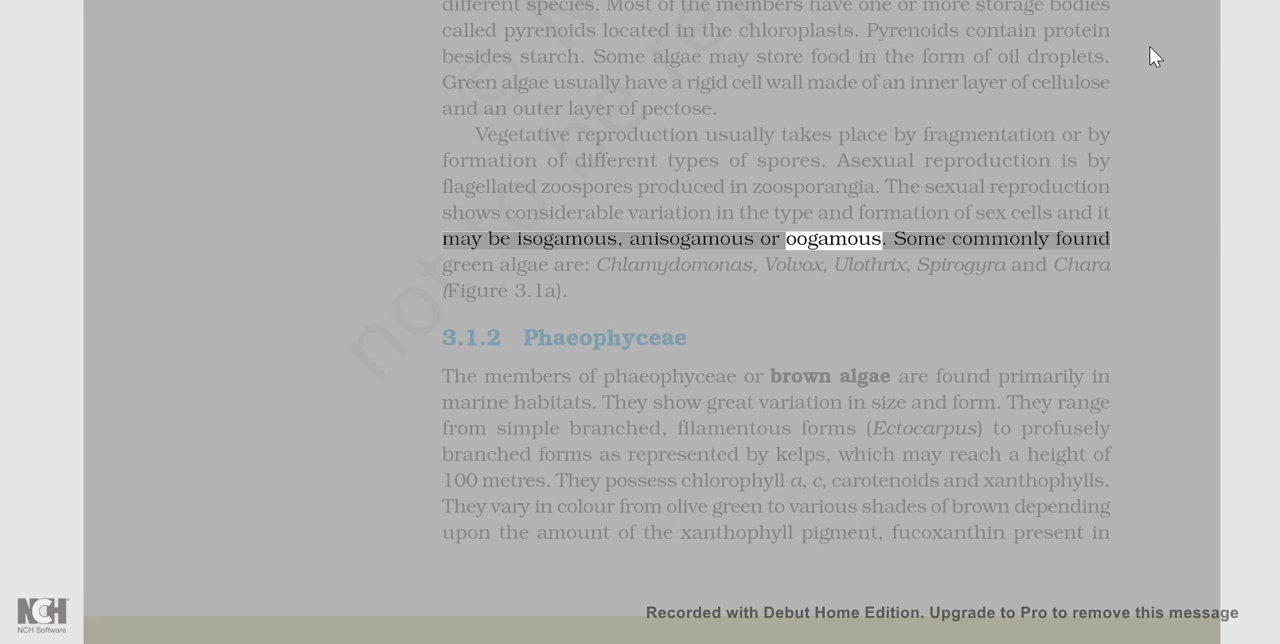 different species. Most of the members have one or more storage bodies
called pyrenoids located in the chloroplasts. Pyrenoids contain protein
besides starch. Some algae may store food in the form of oil droplets.
Green algae usually have a rigid cell wall made of an inner layer of cellulose
and an outer layer of pectose.
Vegetative reproduction usually takes place by fragmentation or by
formation of different types of spores. Asexual reproduction is by
flagellated zoospores produced in zoosporangia. The sexual reproduction
shows considerable variation in the type and formation of sex cells and it
may be isogamous, anisogamous or oogamous. Some commonly found
green algae are: Chlamydomonas, Volvox, Ulothrix, Spirogyra and Chara
(Figure 3.1a).
3.1.2 Phaeophyceae
The members of phaeophyceae or brown algae are found primarily in
marine habitats. They show great variation in size and form. They range
from simple branched, filamentous forms (Ectocarpus) to profusely
branched forms as represented by kelps, which may reach a height of
100 metres. They possess chlorophyll a, c, carotenoids and xanthophylls.
They vary in colour from olive green to various shades of brown depending
upon the amount of the xanthophyll pigment, fucoxanthin present in
NCH
NCH Software
Recorded with Debut Home Edition. Upgrade to Pro to remove this message